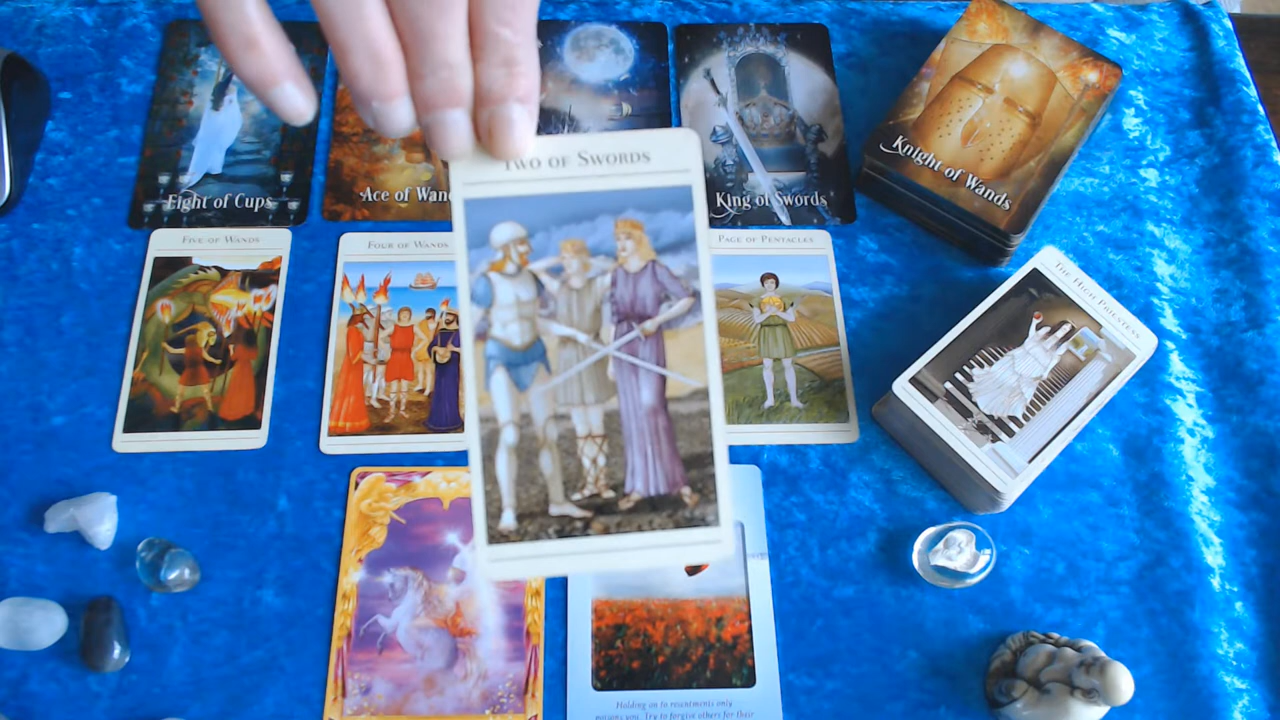 Eight of Cups
Ace of Wan
King of Swords
Knight of Wands
Two of Swords
Five of Wands
Four of Wands
Page of Pentacles
The High Priestess
Holding on to resentments only
poisons you. Try to forgive others for their